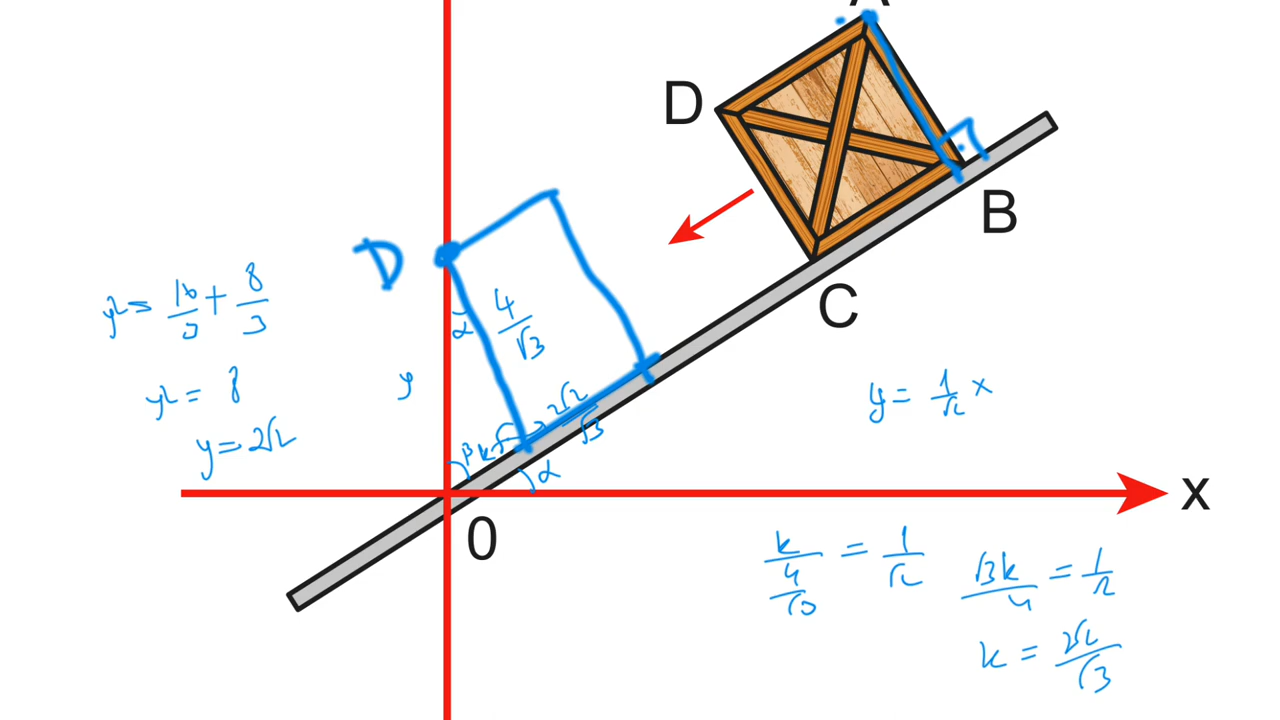 A
D
B
C
x
0
D
y² = 16/3 + 8/3
y² = 8
y = 2√2
y
α
4/√3
2√2/√3
β
k
α
y = 1/√2 x
k/(4/√3) = 1/√2
√3k/4 = 1/√2
k = 2√2/√3